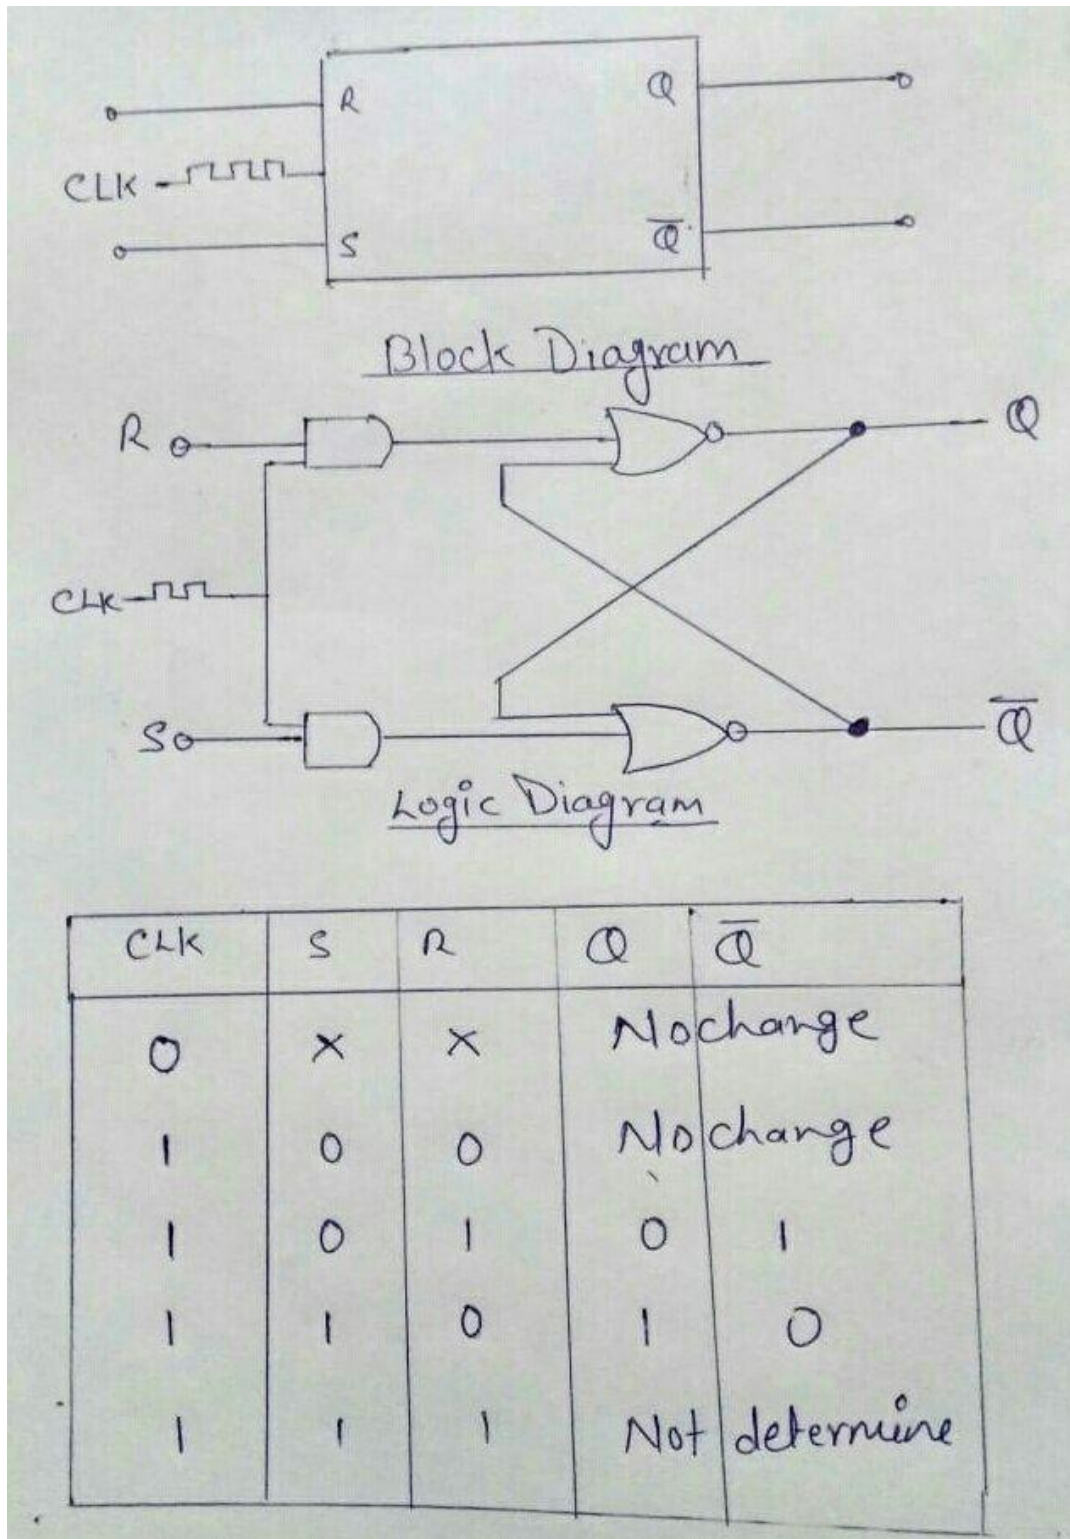 R Q
CLK
S Q̅
Block Diagram
R Q
CLK
S Q̅
Logic Diagram
CLK S R Q Q̅
0 × × No change
1 0 0 No change
1 0 1 0 1
1 1 0 1 0
1 1 1 Not determine